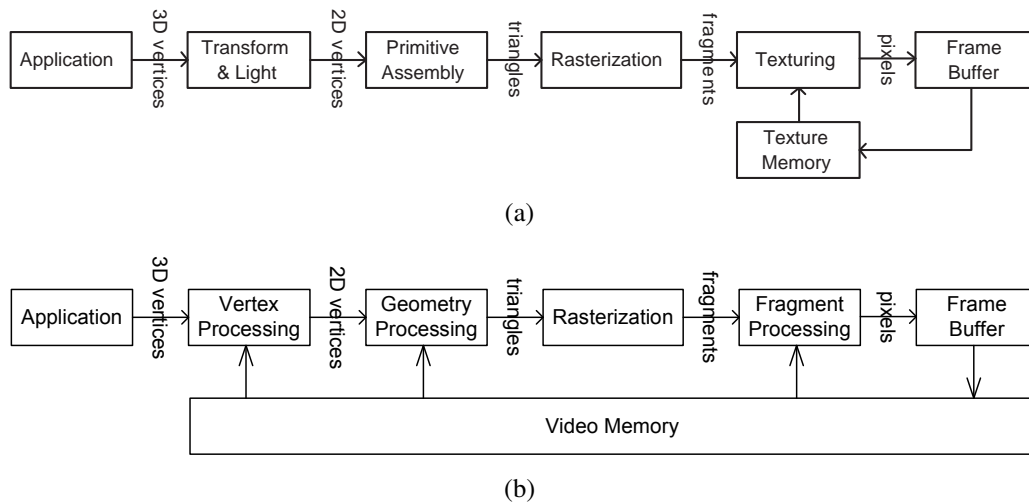 Application
3D vertices
Transform
& Light
2D vertices
Primitive
Assembly
triangles
Rasterization
fragments
Texturing
pixels
Frame
Buffer
Texture
Memory
(a)
Application
3D vertices
Vertex
Processing
2D vertices
Geometry
Processing
triangles
Rasterization
fragments
Fragment
Processing
pixels
Frame
Buffer
Video Memory
(b)